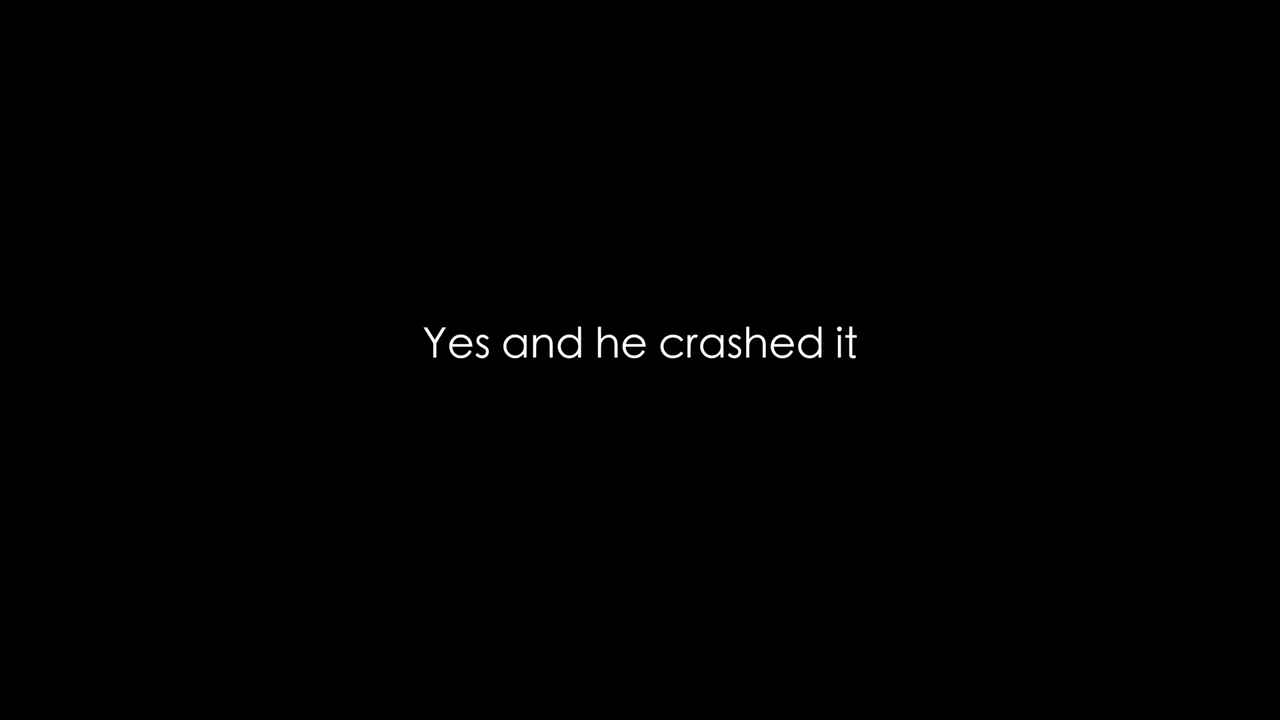 Yes and he crashed it